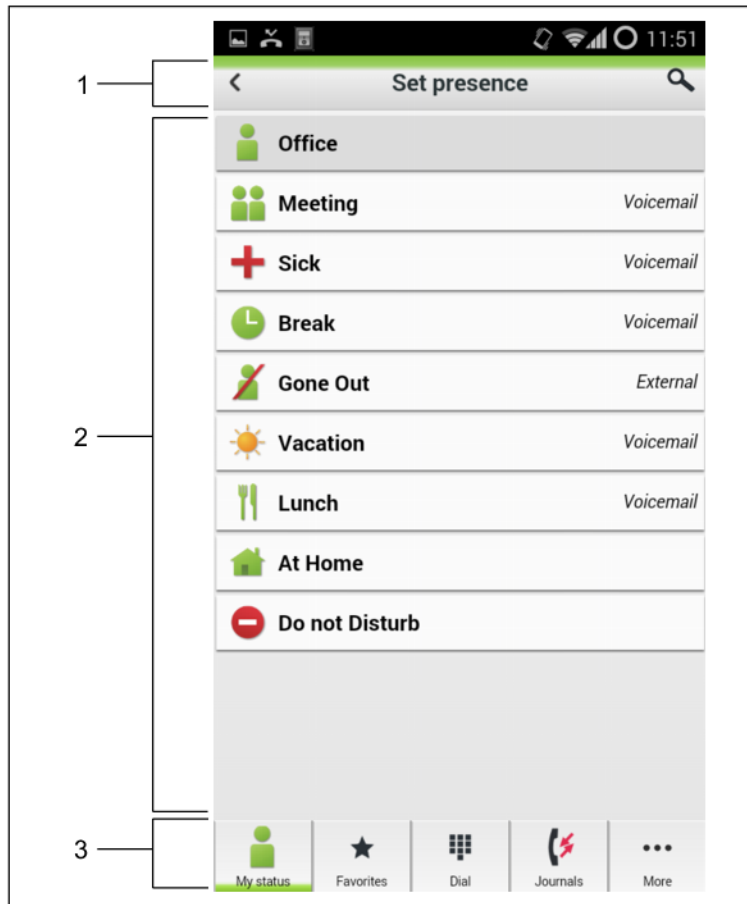 11:51
1
Set presence
Office
Meeting Voicemail
Sick Voicemail
Break Voicemail
Gone Out External
2
Vacation Voicemail
Lunch Voicemail
At Home
Do not Disturb
3
My status Favorites Dial Journals More